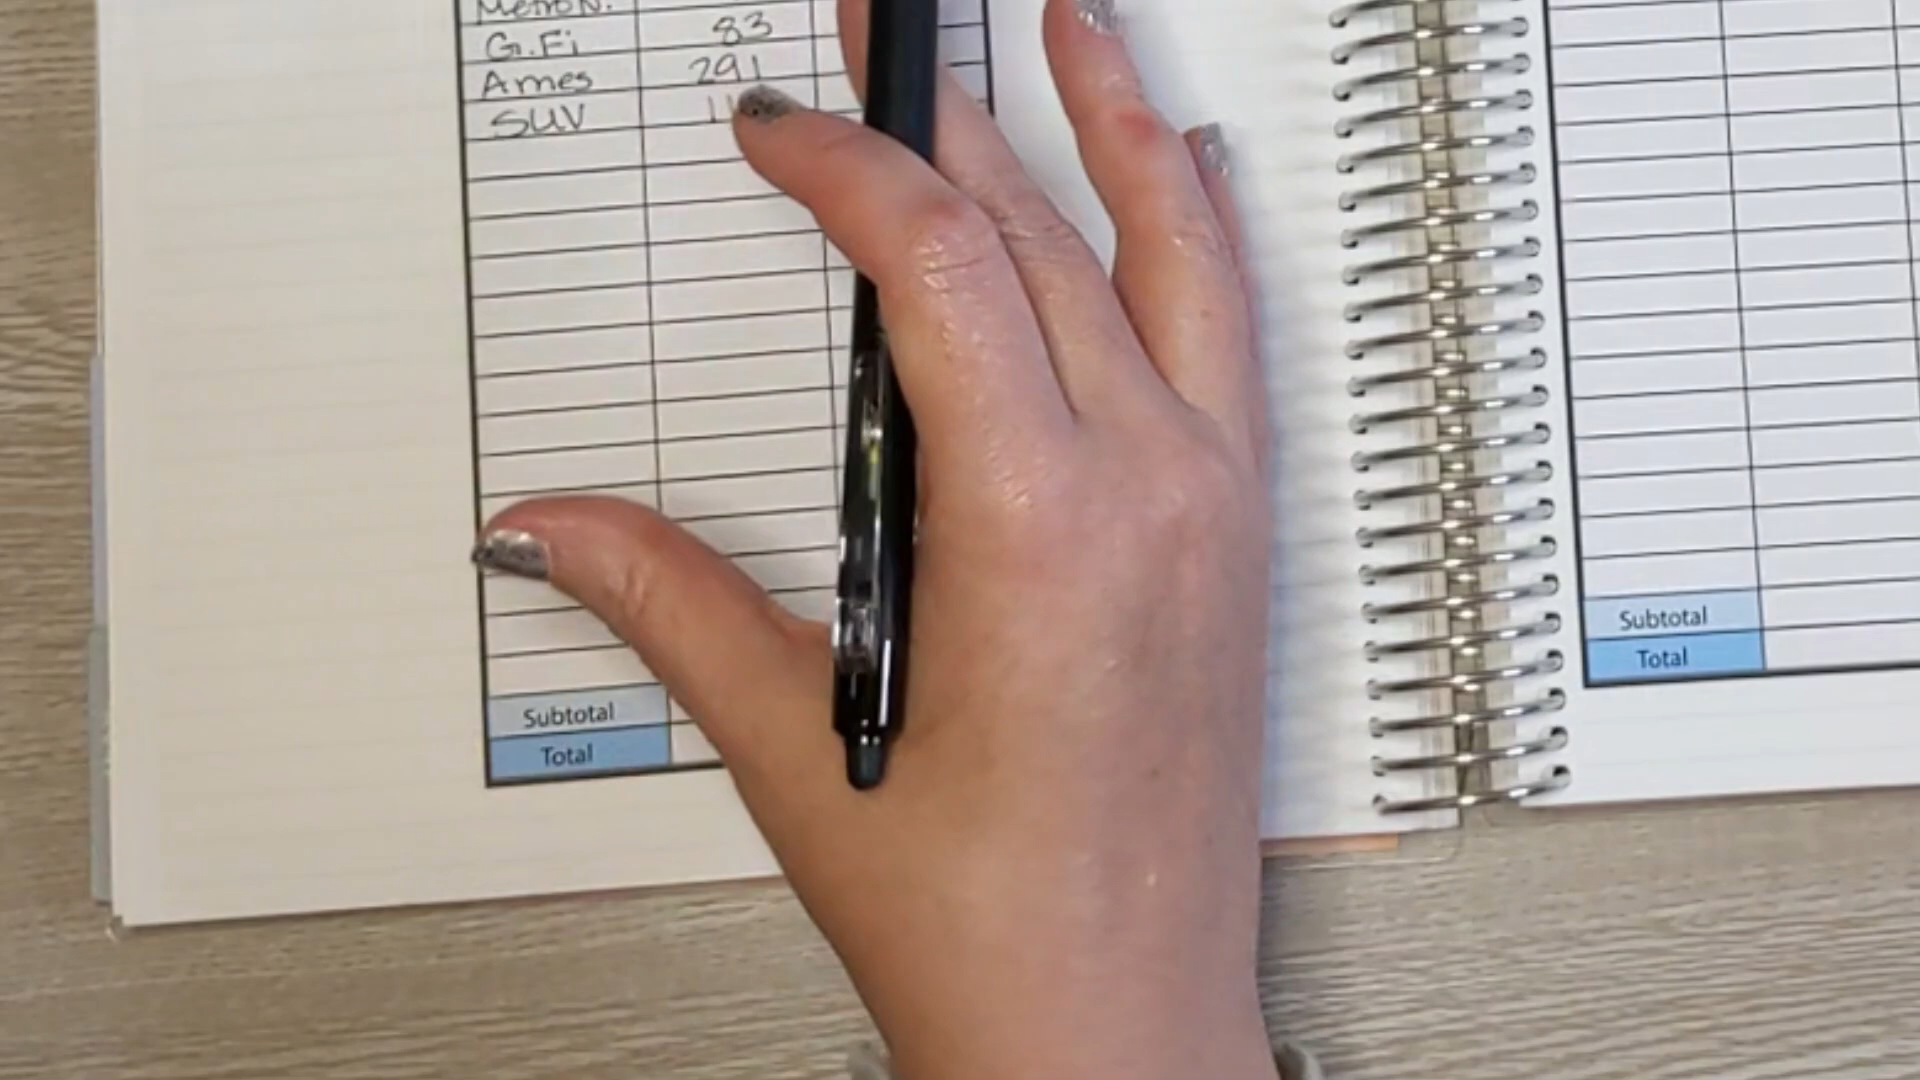 G.Fi 83
Ames 291
SUV
Subtotal
Total
Subtotal
Total